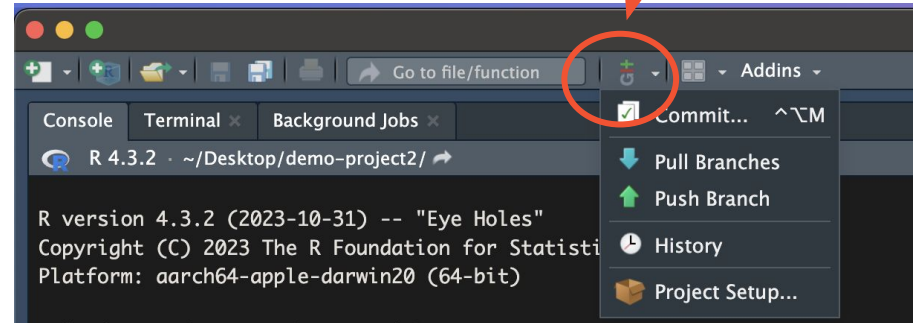 Go to file/function
Addins
Console Terminal Background Jobs
R 4.3.2 · ~/Desktop/demo-project2/
R version 4.3.2 (2023-10-31) -- "Eye Holes"
Copyright (C) 2023 The R Foundation for Statisti
Platform: aarch64-apple-darwin20 (64-bit)
Commit... ^⌥M
Pull Branches
Push Branch
History
Project Setup...